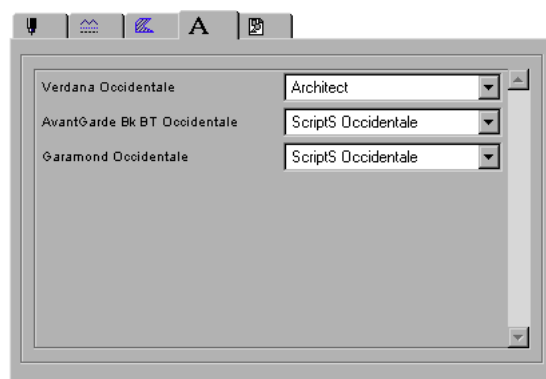 A
Verdana Occidentale Architect
AvantGarde Bk BT Occidentale ScriptS Occidentale
Garamond Occidentale ScriptS Occidentale